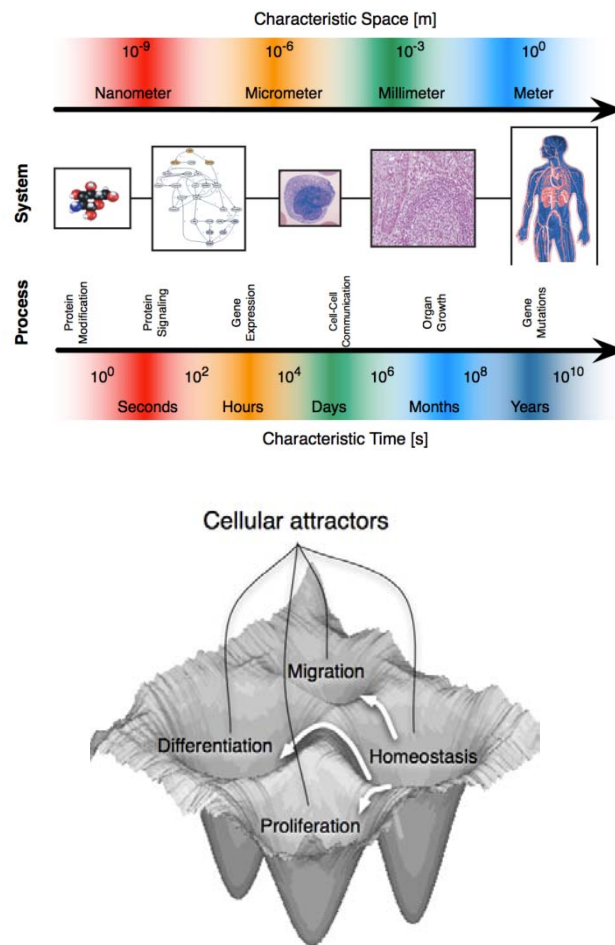 Characteristic Space [m]
10⁻⁹ 10⁻⁶ 10⁻³ 10⁰
Nanometer Micrometer Millimeter Meter
System
Process
Protein
Modification
Protein
Signaling
Gene
Expression
Cell-Cell
Communication
Organ
Growth
Gene
Mutations
10⁰ 10² 10⁴ 10⁶ 10⁸ 10¹⁰
Seconds Hours Days Months Years
Characteristic Time [s]
Cellular attractors
Migration
Differentiation Homeostasis
Proliferation